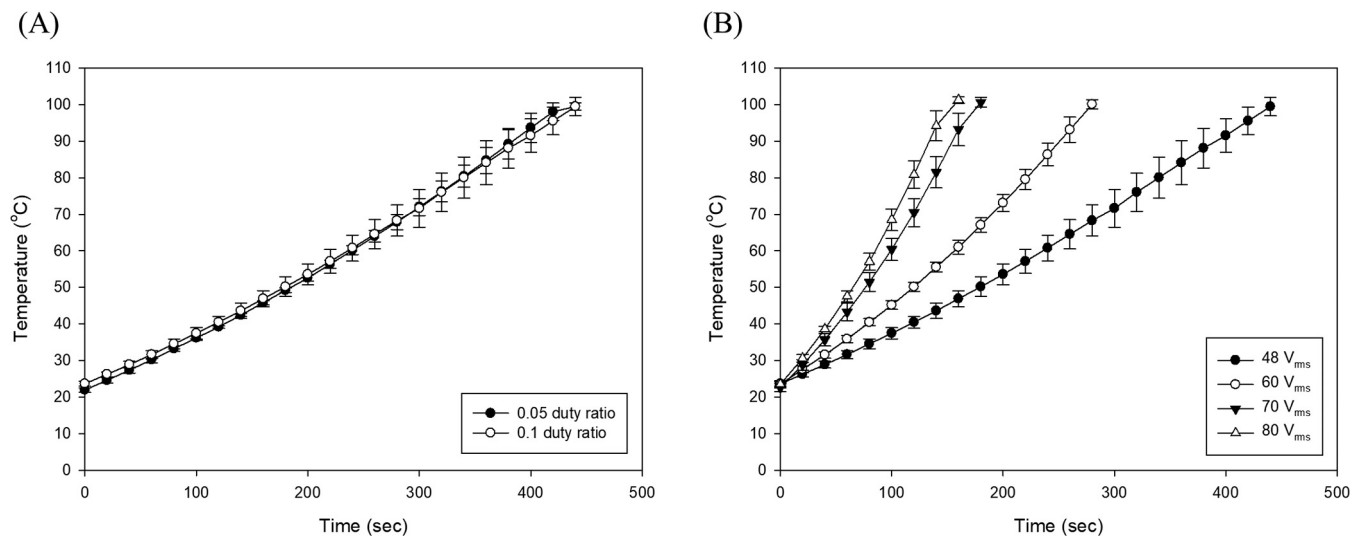 (A)
(B)
110
100
90
80
70
60
50
40
30
20
10
0
Temperature (°C)
0.05 duty ratio
0.1 duty ratio
0 100 200 300 400 500
Time (sec)
110
100
90
80
70
60
50
40
30
20
10
0
Temperature (°C)
48 Vrms
60 Vrms
70 Vrms
80 Vrms
0 100 200 300 400 500
Time (sec)